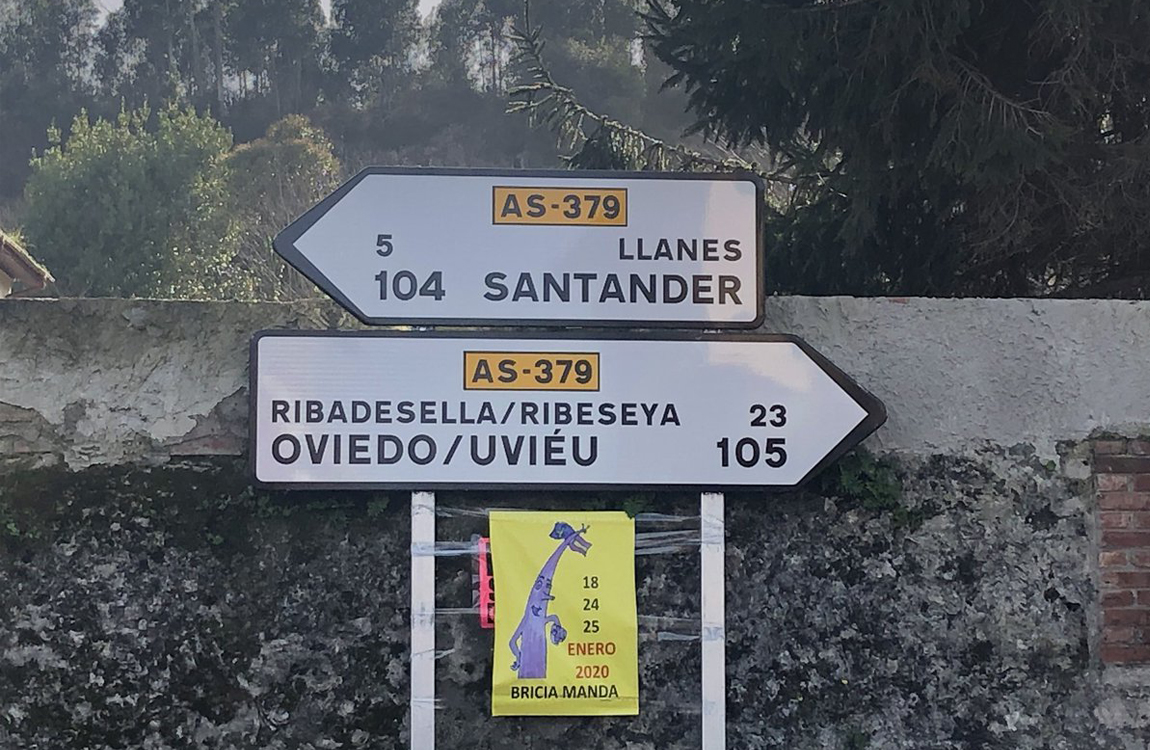 AS-379
5 LLANES
104 SANTANDER
AS-379
RIBADESELLA/RIBESEYA 23
OVIEDO/UVIÉU 105
18
24
25
ENERO
2020
BRICIA MANDA